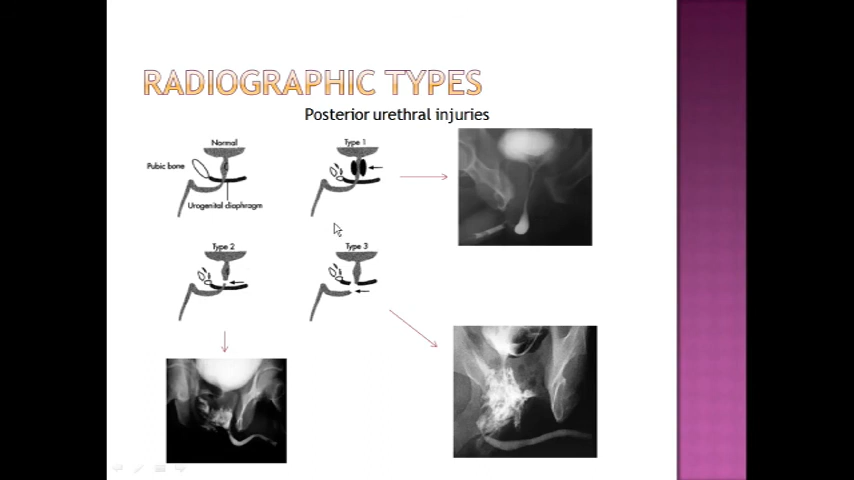 RADIOGRAPHIC TYPES
Posterior urethral injuries
Normal
Pubic bone
Urogenital diaphragm
Type 1
Type 2
Type 3